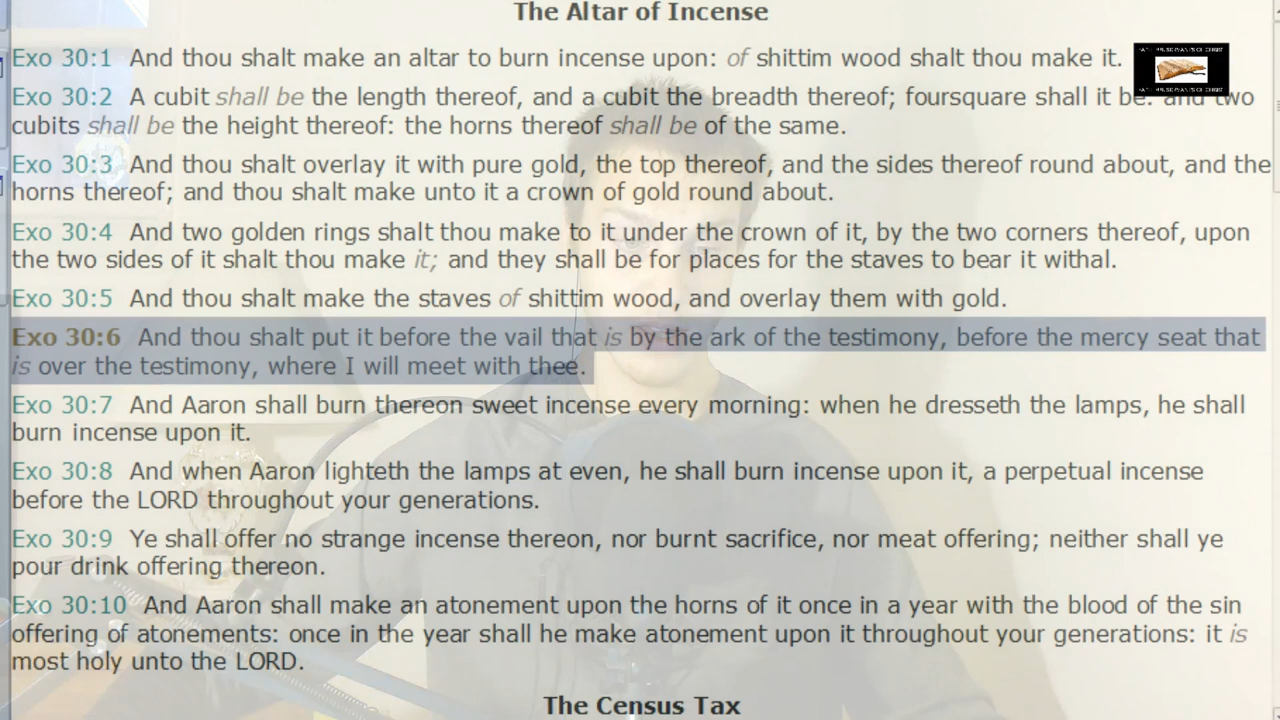 The Altar of Incense
Exo 30:1 And thou shalt make an altar to burn incense upon: of shittim wood shalt thou make it.
Exo 30:2 A cubit shall be the length thereof, and a cubit the breadth thereof; foursquare shall it be: and two
cubits shall be the height thereof: the horns thereof shall be of the same.
Exo 30:3 And thou shalt overlay it with pure gold, the top thereof, and the sides thereof round about, and the
horns thereof; and thou shalt make unto it a crown of gold round about.
Exo 30:4 And two golden rings shalt thou make to it under the crown of it, by the two corners thereof, upon
the two sides of it shalt thou make it; and they shall be for places for the staves to bear it withal.
Exo 30:5 And thou shalt make the staves of shittim wood, and overlay them with gold.
Exo 30:6 And thou shalt put it before the vail that is by the ark of the testimony, before the mercy seat that
is over the testimony, where I will meet with thee.
Exo 30:7 And Aaron shall burn thereon sweet incense every morning: when he dresseth the lamps, he shall
burn incense upon it.
Exo 30:8 And when Aaron lighteth the lamps at even, he shall burn incense upon it, a perpetual incense
before the LORD throughout your generations.
Exo 30:9 Ye shall offer no strange incense thereon, nor burnt sacrifice, nor meat offering; neither shall ye
pour drink offering thereon.
Exo 30:10 And Aaron shall make an atonement upon the horns of it once in a year with the blood of the sin
offering of atonements: once in the year shall he make atonement upon it throughout your generations: it is
most holy unto the LORD.
The Census Tax